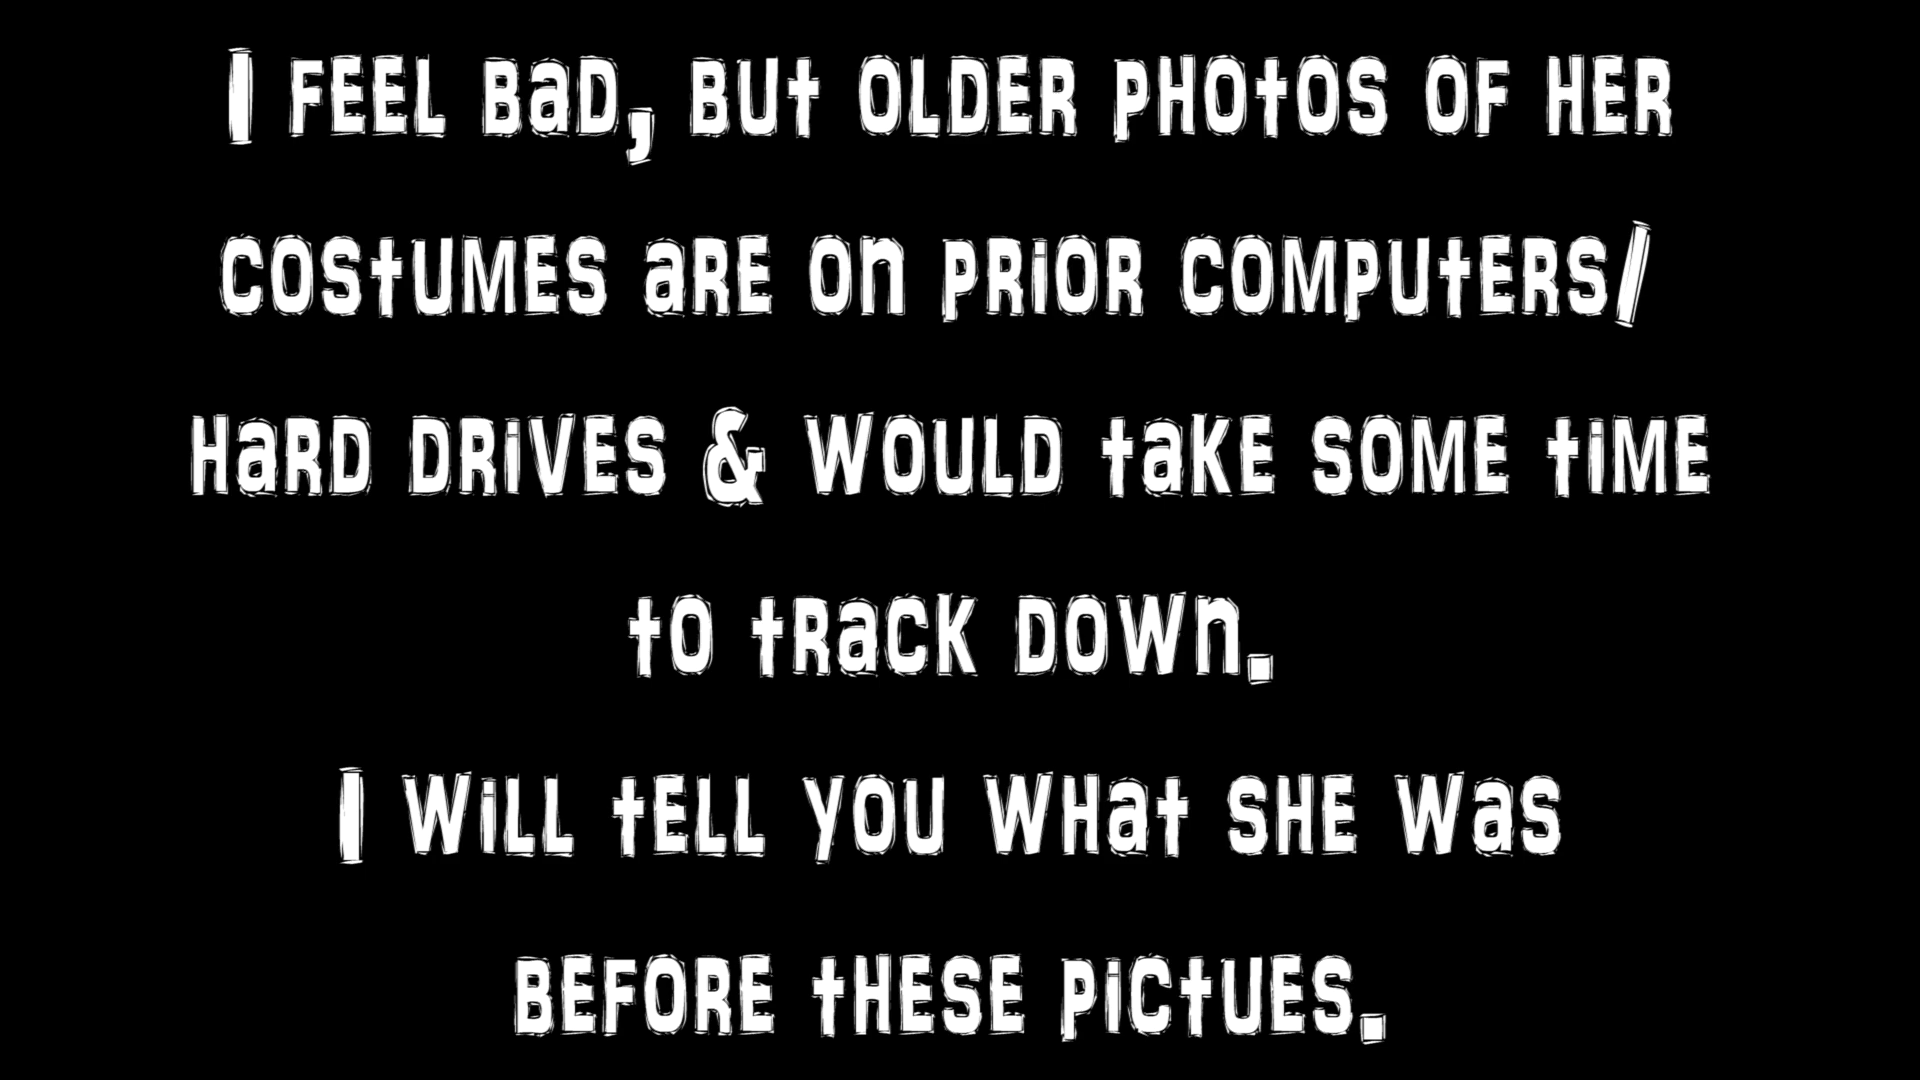 I FEEL BAD, BUT OLDER PHOTOS OF HER
COSTUMES ARE ON PRIOR COMPUTERS/
HARD DRIVES & WOULD TAKE SOME TIME
TO TRACK DOWN.
I WILL TELL YOU WHAT SHE WAS
BEFORE THESE PICTUES.